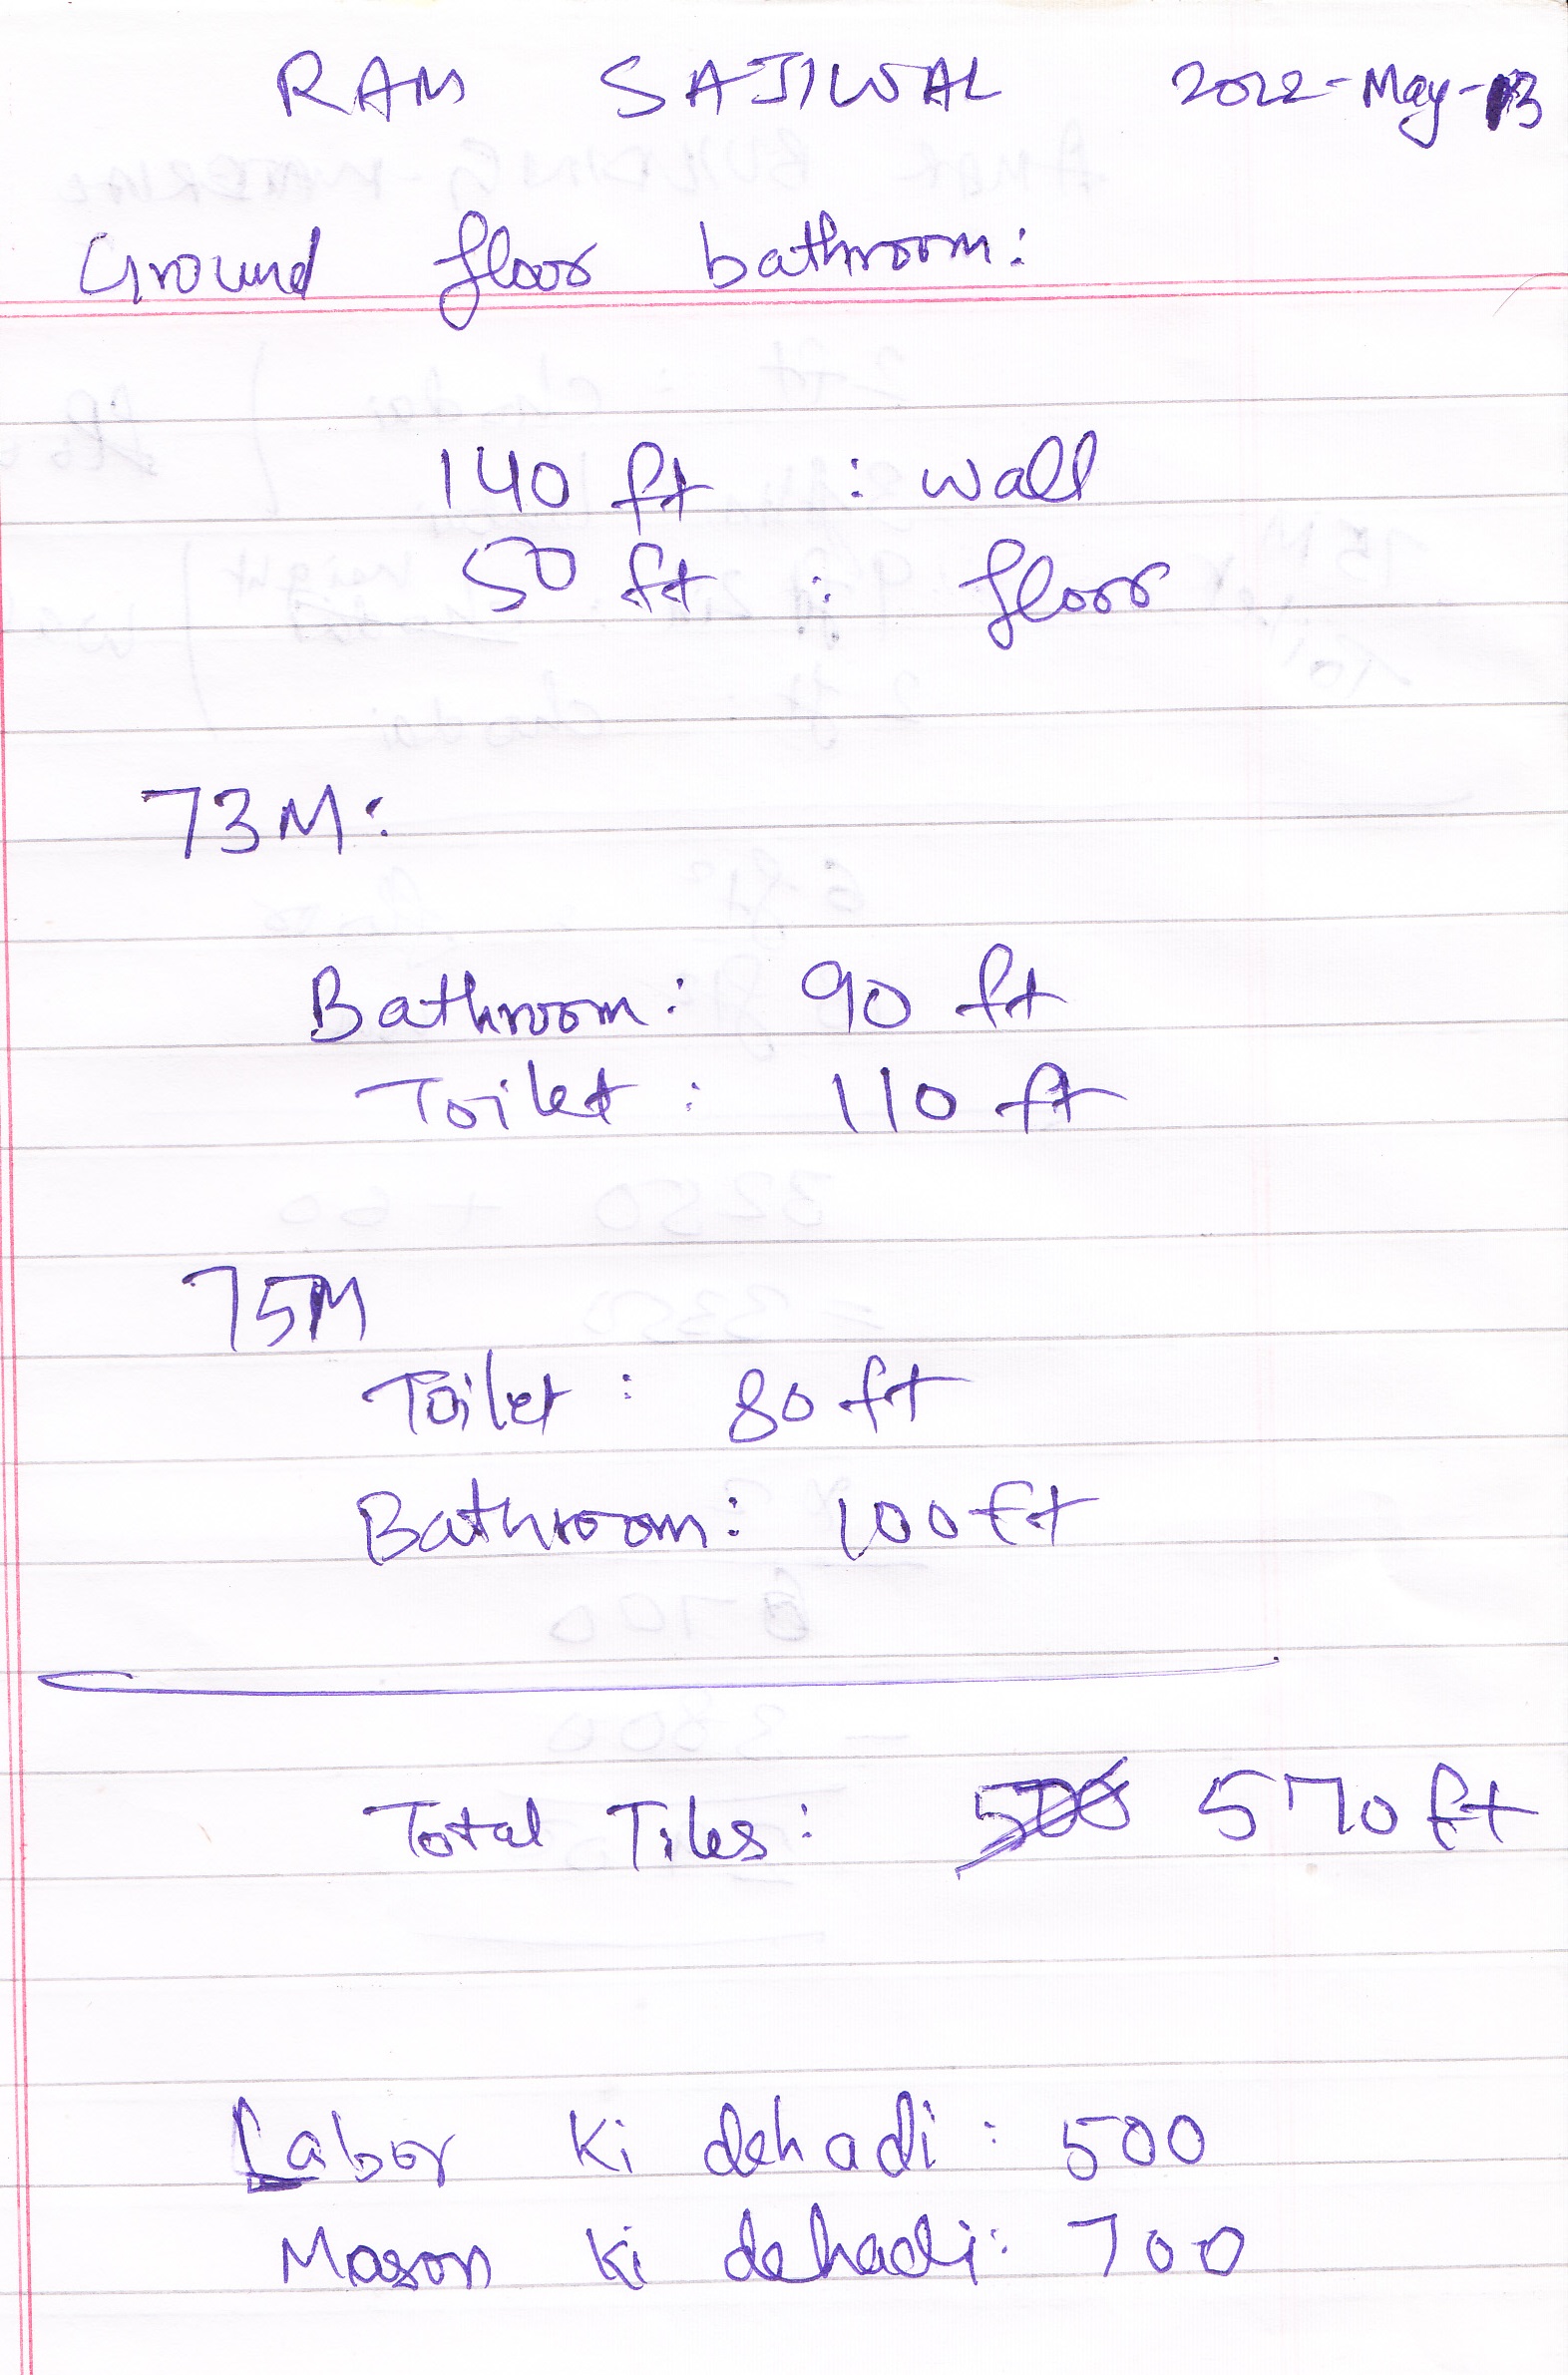 RAM SAJIWAL 2022-May-13
Ground floor bathroom:
140 ft : wall
50 ft : floor
73M:
Bathroom: 90 ft
Toilet : 110 ft
75M
Toilet : 80 ft
Bathroom: 100 ft
Total Tiles: 500 570 ft
Labor ki dehadi: 500
Mason ki dehadi: 700